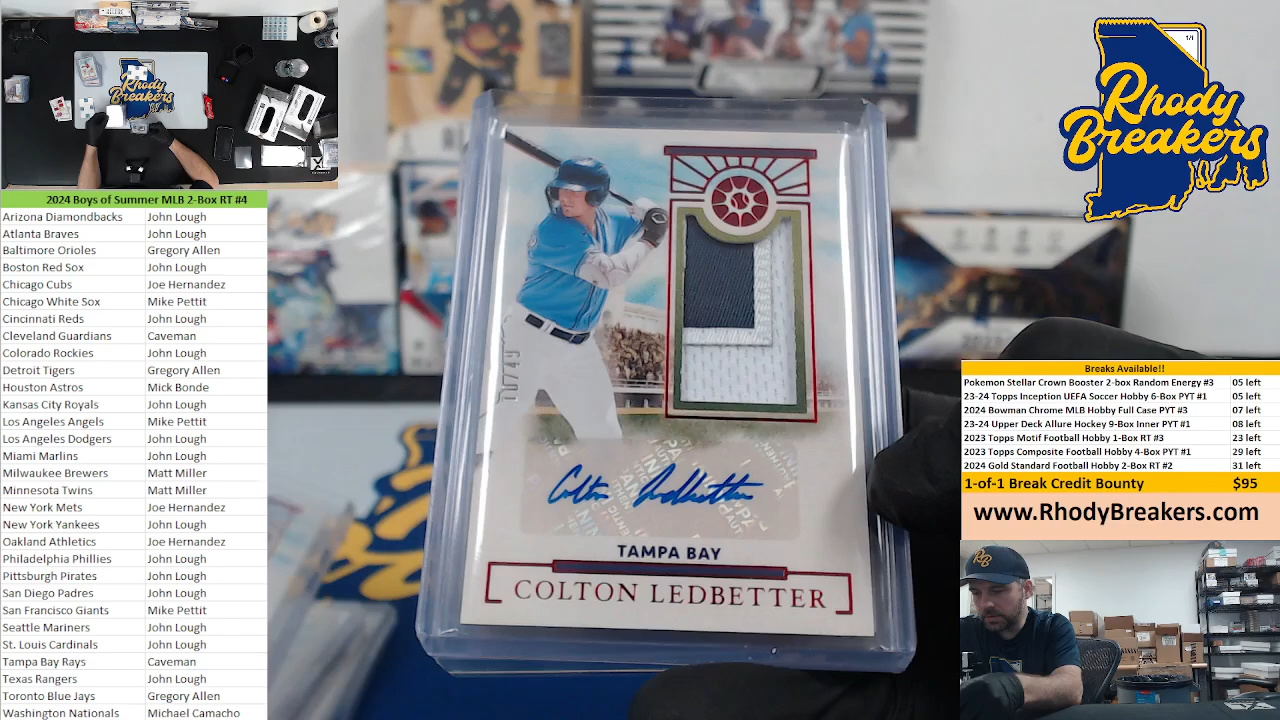 Rhody
Breakers
2024 Boys of Summer MLB 2-Box RT #4
Arizona Diamondbacks John Lough
Atlanta Braves John Lough
Baltimore Orioles Gregory Allen
Boston Red Sox John Lough
Chicago Cubs Joe Hernandez
Chicago White Sox Mike Pettit
Cincinnati Reds John Lough
Cleveland Guardians Caveman
Colorado Rockies John Lough
Detroit Tigers Gregory Allen
Houston Astros Mick Bonde
Kansas City Royals John Lough
Los Angeles Angels Mike Pettit
Los Angeles Dodgers John Lough
Miami Marlins John Lough
Milwaukee Brewers Matt Miller
Minnesota Twins Matt Miller
New York Mets Joe Hernandez
New York Yankees John Lough
Oakland Athletics Joe Hernandez
Philadelphia Phillies John Lough
Pittsburgh Pirates John Lough
San Diego Padres John Lough
San Francisco Giants Mike Pettit
Seattle Mariners John Lough
St. Louis Cardinals John Lough
Tampa Bay Rays Caveman
Texas Rangers John Lough
Toronto Blue Jays Gregory Allen
Washington Nationals Michael Camacho
Colton Ledbetter
TAMPA BAY
COLTON LEDBETTER
1/1
Rhody
Breakers
Breaks Available!!
Pokemon Stellar Crown Booster 2-box Random Energy #3 05 left
23-24 Topps Inception UEFA Soccer Hobby 6-Box PYT #1 05 left
2024 Bowman Chrome MLB Hobby Full Case PYT #3 07 left
23-24 Upper Deck Allure Hockey 9-Box Inner PYT #1 08 left
2023 Topps Motif Football Hobby 1-Box RT #3 23 left
2023 Topps Composite Football Hobby 4-Box PYT #1 29 left
2024 Gold Standard Football Hobby 2-Box RT #2 31 left
1-of-1 Break Credit Bounty $95
www.RhodyBreakers.com
RB